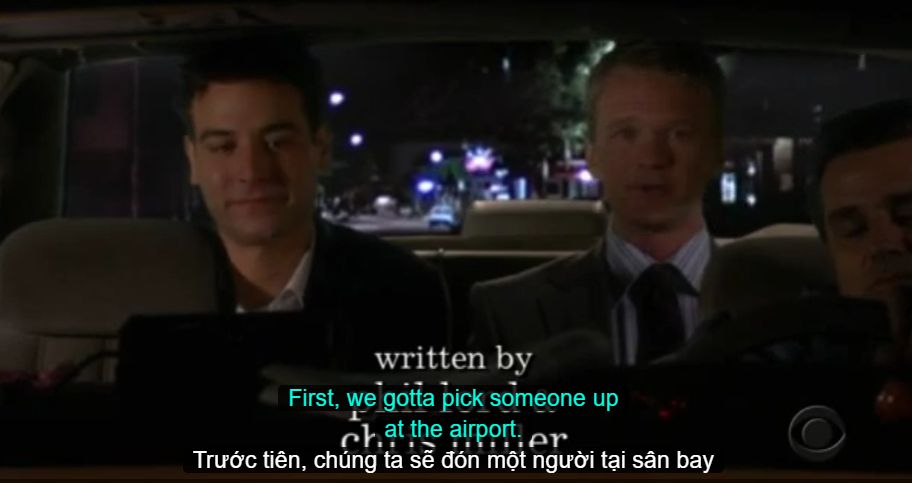 written by
First, we gotta pick someone up
at the airport.
Trước tiên, chúng ta sẽ đón một người tại sân bay